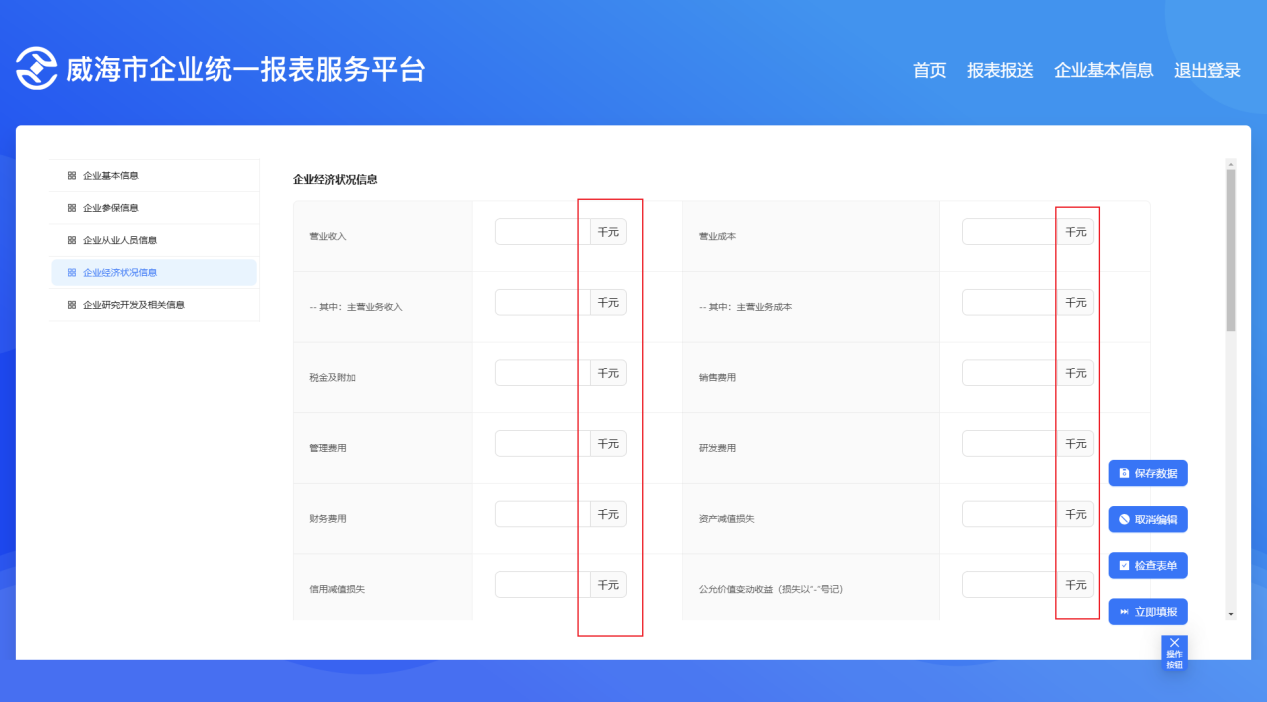 威海市企业统一报表服务平台
首页 报表报送 企业基本信息 退出登录
企业基本信息
企业参保信息
企业从业人员信息
企业经济状况信息
企业研究开发及相关信息
企业经济状况信息
营业收入 千元 营业成本 千元
-- 其中：主营业务收入 千元 -- 其中：主营业务成本 千元
税金及附加 千元 销售费用 千元
管理费用 千元 研发费用 千元
财务费用 千元 资产减值损失 千元
信用减值损失 千元 公允价值变动收益（损失以"-"号记） 千元
保存数据
取消编辑
检查表单
立即填报
操作
按钮